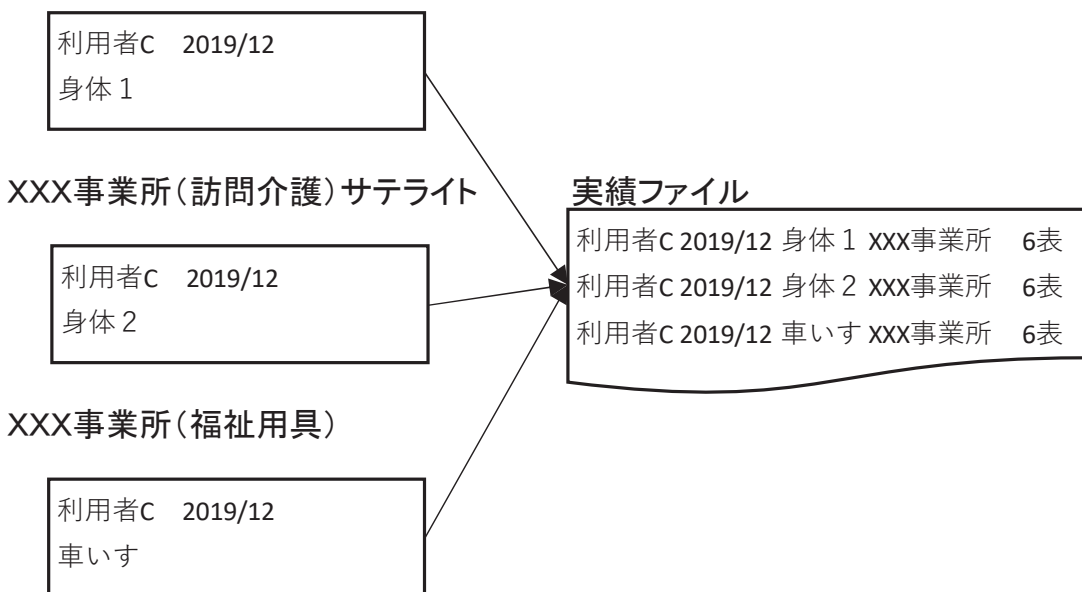 利用者C　2019/12
身体１
XXX事業所（訪問介護）サテライト
利用者C　2019/12
身体２
XXX事業所（福祉用具）
利用者C　2019/12
車いす
実績ファイル
利用者C 2019/12 身体１ XXX事業所　6表
利用者C 2019/12 身体２ XXX事業所　6表
利用者C 2019/12 車いす XXX事業所　6表